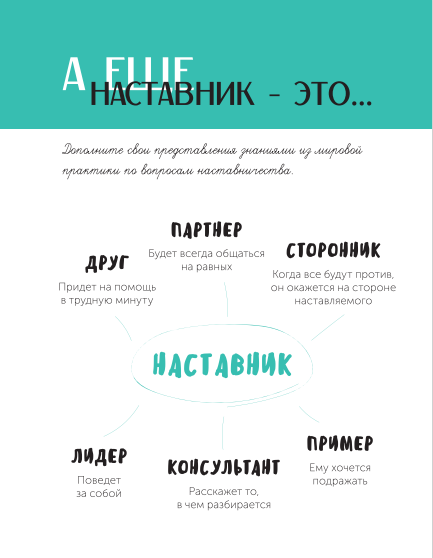 А ЕЩЕ
НАСТАВНИК - ЭТО...
Дополните свои представления знаниями из мировой
практики по вопросам наставничества.
ПАРТНЕР
Будет всегда общаться
на равных
СТОРОННИК
Когда все будут против,
он окажется на стороне
наставляемого
ДРУГ
Придет на помощь
в трудную минуту
НАСТАВНИК
ЛИДЕР
Поведет
за собой
КОНСУЛЬТАНТ
Расскажет то,
в чем разбирается
ПРИМЕР
Ему хочется
подражать